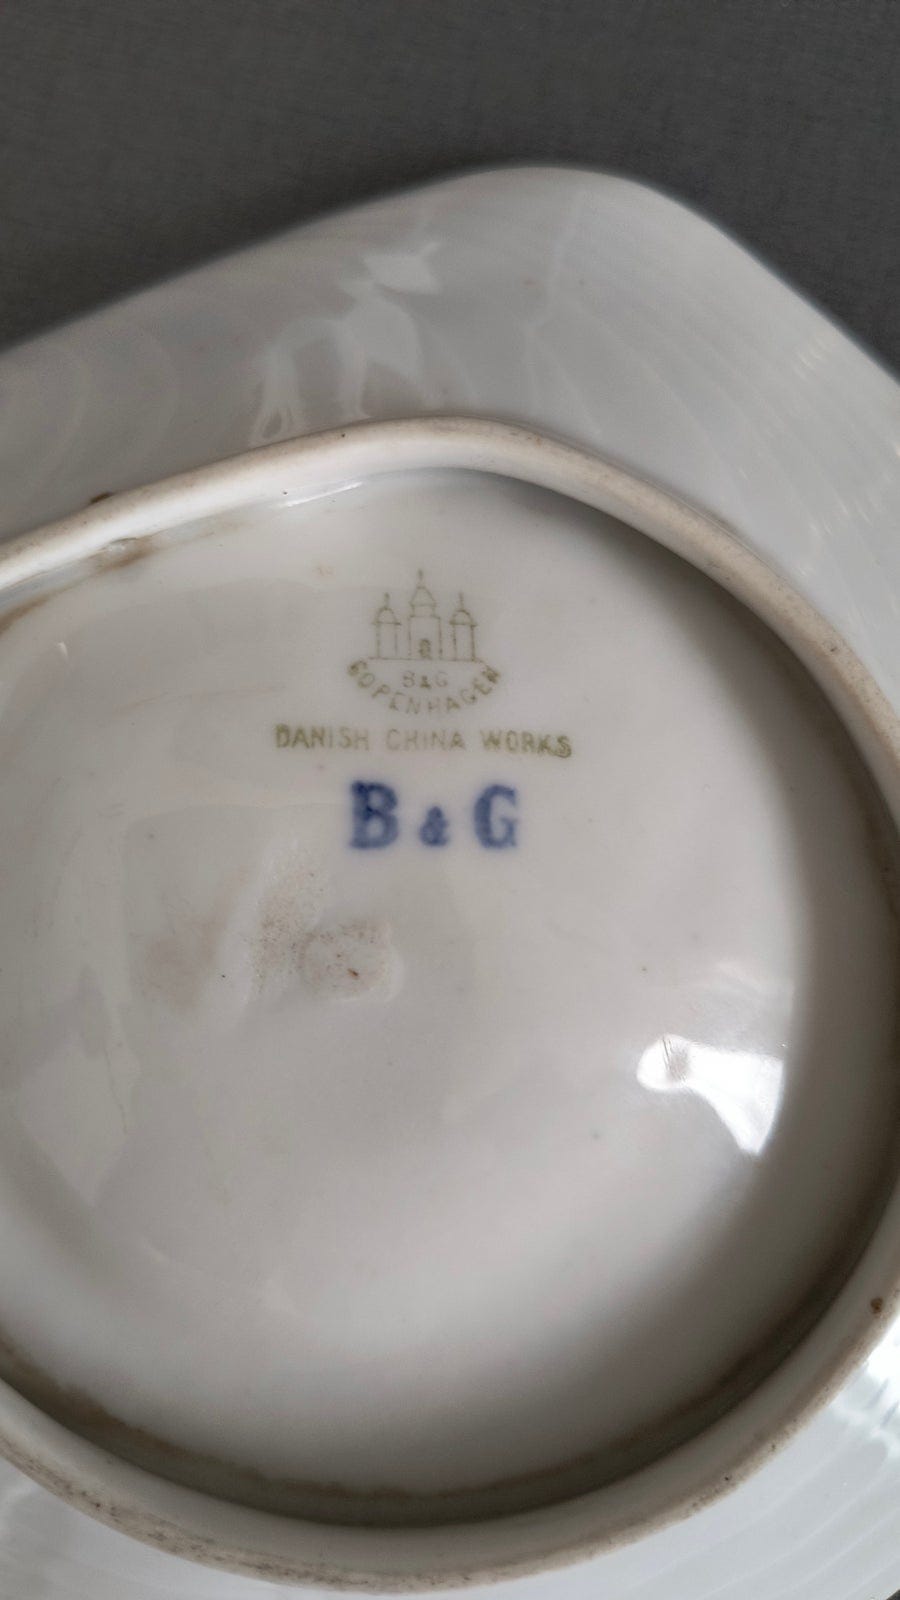 B&G
COPENHAGEN
DANISH CHINA WORKS
B & G